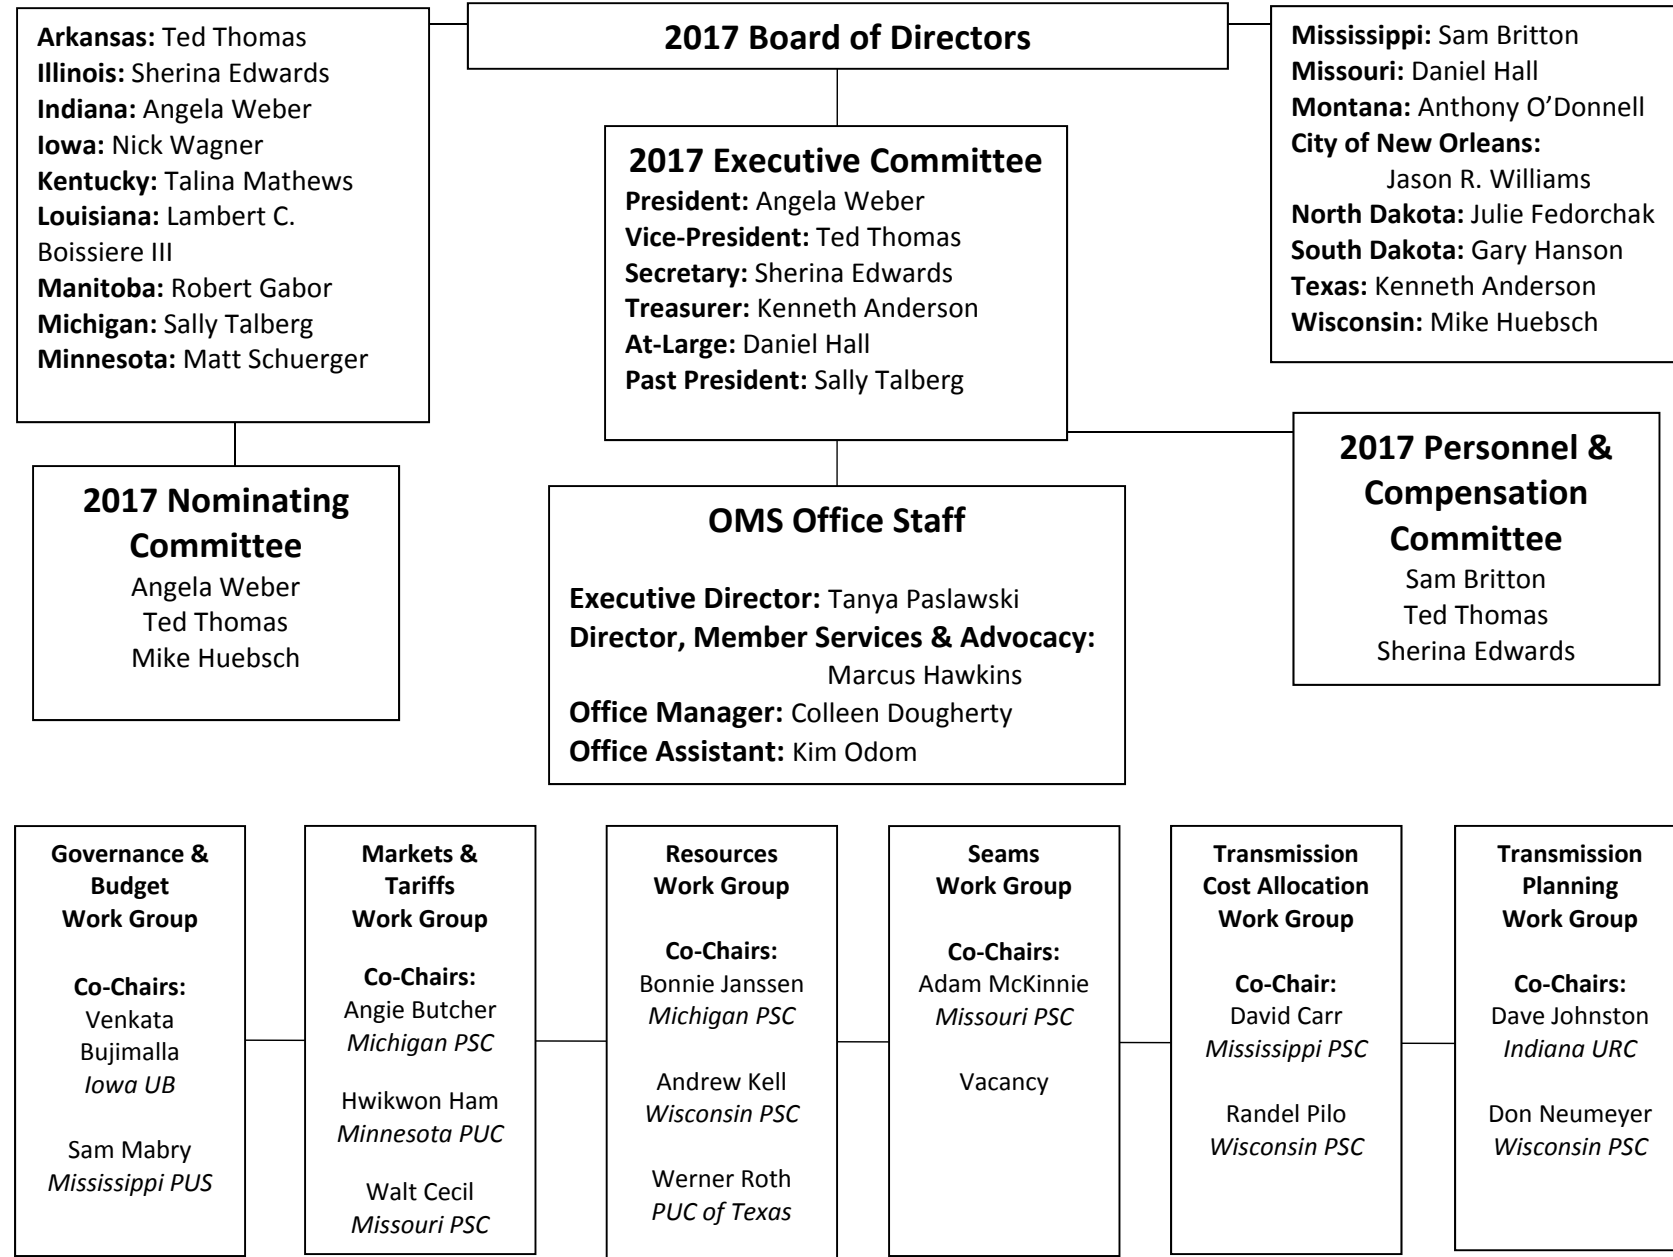 2017 Board of Directors
Arkansas: Ted Thomas
Illinois: Sherina Edwards
Indiana: Angela Weber
Iowa: Nick Wagner
Kentucky: Talina Mathews
Louisiana: Lambert C.
Boissiere III
Manitoba: Robert Gabor
Michigan: Sally Talberg
Minnesota: Matt Schuerger
Mississippi: Sam Britton
Missouri: Daniel Hall
Montana: Anthony O’Donnell
City of New Orleans:
Jason R. Williams
North Dakota: Julie Fedorchak
South Dakota: Gary Hanson
Texas: Kenneth Anderson
Wisconsin: Mike Huebsch
2017 Executive Committee
President: Angela Weber
Vice-President: Ted Thomas
Secretary: Sherina Edwards
Treasurer: Kenneth Anderson
At-Large: Daniel Hall
Past President: Sally Talberg
2017 Nominating
Committee
Angela Weber
Ted Thomas
Mike Huebsch
OMS Office Staff
Executive Director: Tanya Paslawski
Director, Member Services & Advocacy:
Marcus Hawkins
Office Manager: Colleen Dougherty
Office Assistant: Kim Odom
2017 Personnel &
Compensation
Committee
Sam Britton
Ted Thomas
Sherina Edwards
Governance &
Budget
Work Group
Co-Chairs:
Venkata
Bujimalla
Iowa UB
Sam Mabry
Mississippi PUS
Markets &
Tariffs
Work Group
Co-Chairs:
Angie Butcher
Michigan PSC
Hwikwon Ham
Minnesota PUC
Walt Cecil
Missouri PSC
Resources
Work Group
Co-Chairs:
Bonnie Janssen
Michigan PSC
Andrew Kell
Wisconsin PSC
Werner Roth
PUC of Texas
Seams
Work Group
Co-Chairs:
Adam McKinnie
Missouri PSC
Vacancy
Transmission
Cost Allocation
Work Group
Co-Chair:
David Carr
Mississippi PSC
Randel Pilo
Wisconsin PSC
Transmission
Planning
Work Group
Co-Chairs:
Dave Johnston
Indiana URC
Don Neumeyer
Wisconsin PSC